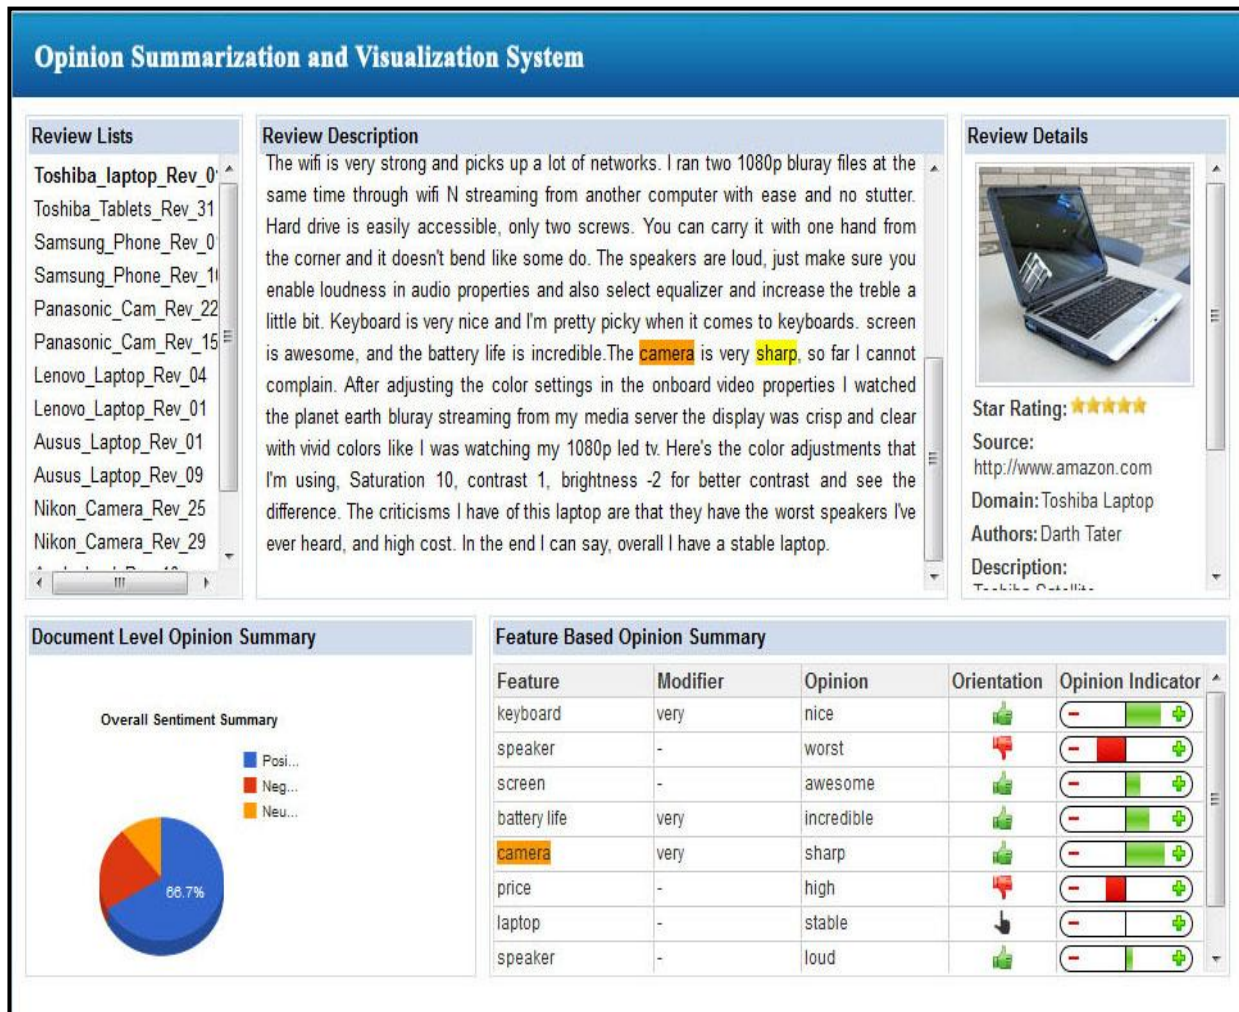 Opinion Summarization and Visualization System
Review Lists
Toshiba_laptop_Rev_0
Toshiba_Tablets_Rev_31
Samsung_Phone_Rev_0
Samsung_Phone_Rev_1
Panasonic_Cam_Rev_22
Panasonic_Cam_Rev_15
Lenovo_Laptop_Rev_04
Lenovo_Laptop_Rev_01
Ausus_Laptop_Rev_01
Ausus_Laptop_Rev_09
Nikon_Camera_Rev_25
Nikon_Camera_Rev_29
Review Description
The wifi is very strong and picks up a lot of networks. I ran two 1080p bluray files at the
same time through wifi N streaming from another computer with ease and no stutter.
Hard drive is easily accessible, only two screws. You can carry it with one hand from
the corner and it doesn't bend like some do. The speakers are loud, just make sure you
enable loudness in audio properties and also select equalizer and increase the treble a
little bit. Keyboard is very nice and I'm pretty picky when it comes to keyboards. screen
is awesome, and the battery life is incredible.The camera is very sharp, so far I cannot
complain. After adjusting the color settings in the onboard video properties I watched
the planet earth bluray streaming from my media server the display was crisp and clear
with vivid colors like I was watching my 1080p led tv. Here's the color adjustments that
I'm using, Saturation 10, contrast 1, brightness -2 for better contrast and see the
difference. The criticisms I have of this laptop are that they have the worst speakers I've
ever heard, and high cost. In the end I can say, overall I have a stable laptop.
Review Details
Star Rating:
Source:
http://www.amazon.com
Domain: Toshiba Laptop
Authors: Darth Tater
Description:
Toshiba Satellite
Document Level Opinion Summary
Overall Sentiment Summary
Posi...
Neg...
Neu...
66.7%
Feature Based Opinion Summary
Feature Modifier Opinion Orientation Opinion Indicator
keyboard very nice
speaker - worst
screen - awesome
battery life very incredible
camera very sharp
price - high
laptop - stable
speaker - loud